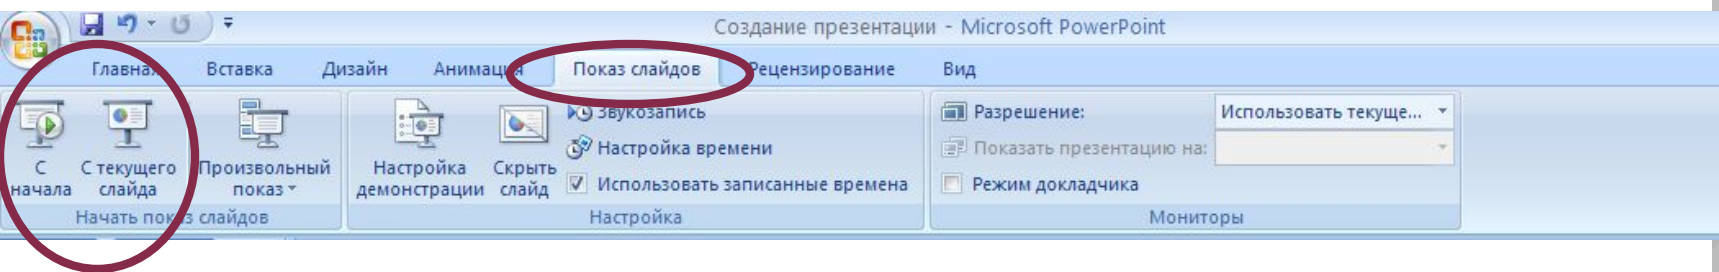 Создание презентации - Microsoft PowerPoint
Главная Вставка Дизайн Анимация Показ слайдов Рецензирование Вид
С начала
С текущего слайда
Произвольный показ
Начать показ слайдов
Настройка демонстрации
Скрыть слайд
Звукозапись
Настройка времени
Использовать записанные времена
Настройка
Разрешение: Использовать текуще...
Показать презентацию на:
Режим докладчика
Мониторы